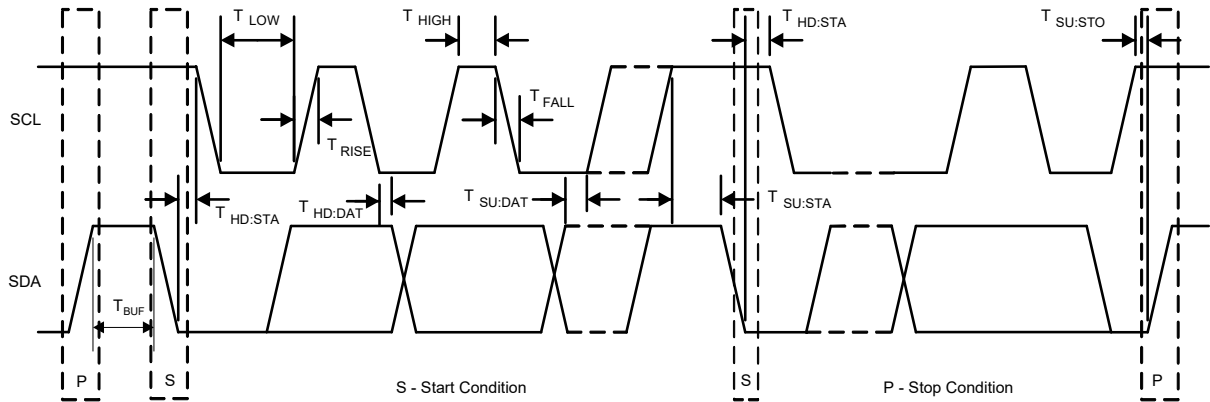 T LOW
T HIGH
T HD:STA
T SU:STO
SCL
T FALL
T RISE
T HD:STA
T HD:DAT
T SU:DAT
T SU:STA
SDA
T BUF
P
S
S - Start Condition
S
P - Stop Condition
P